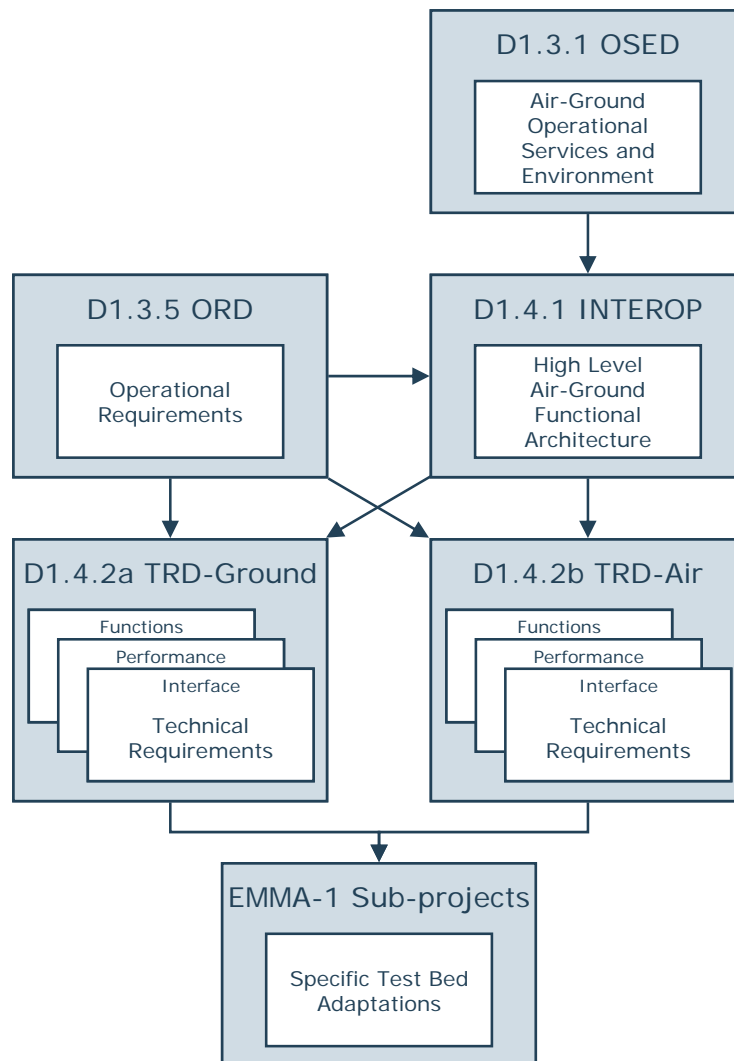 D1.3.1 OSED
Air-Ground
Operational
Services and
Environment
D1.3.5 ORD
Operational
Requirements
D1.4.1 INTEROP
High Level
Air-Ground
Functional
Architecture
D1.4.2a TRD-Ground
Functions
Performance
Interface
Technical
Requirements
D1.4.2b TRD-Air
Functions
Performance
Interface
Technical
Requirements
EMMA-1 Sub-projects
Specific Test Bed
Adaptations